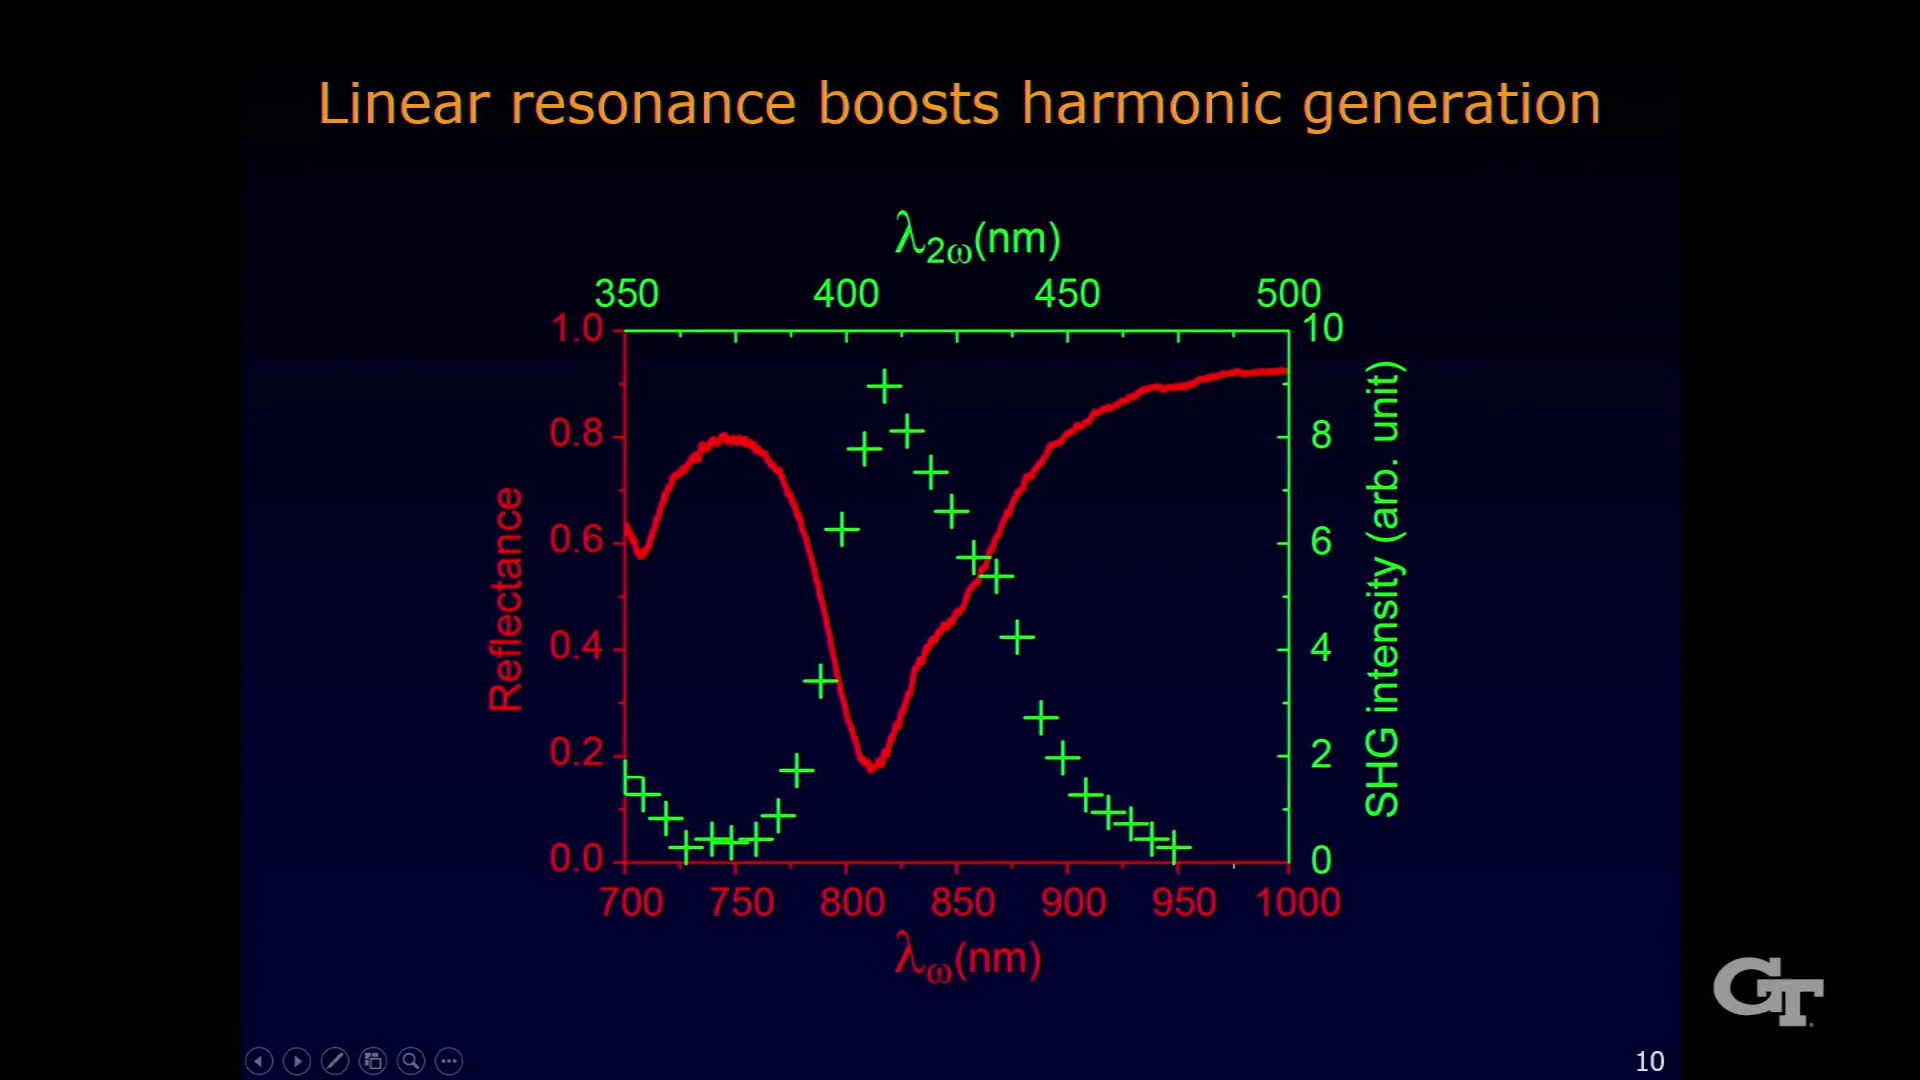 Linear resonance boosts harmonic generation
λ2ω(nm)
350 400 450 500
1.0 10
0.8 8
0.6 6
0.4 4
0.2 2
0.0 0
Reflectance
SHG intensity (arb. unit)
700 750 800 850 900 950 1000
λω(nm)
GT
10